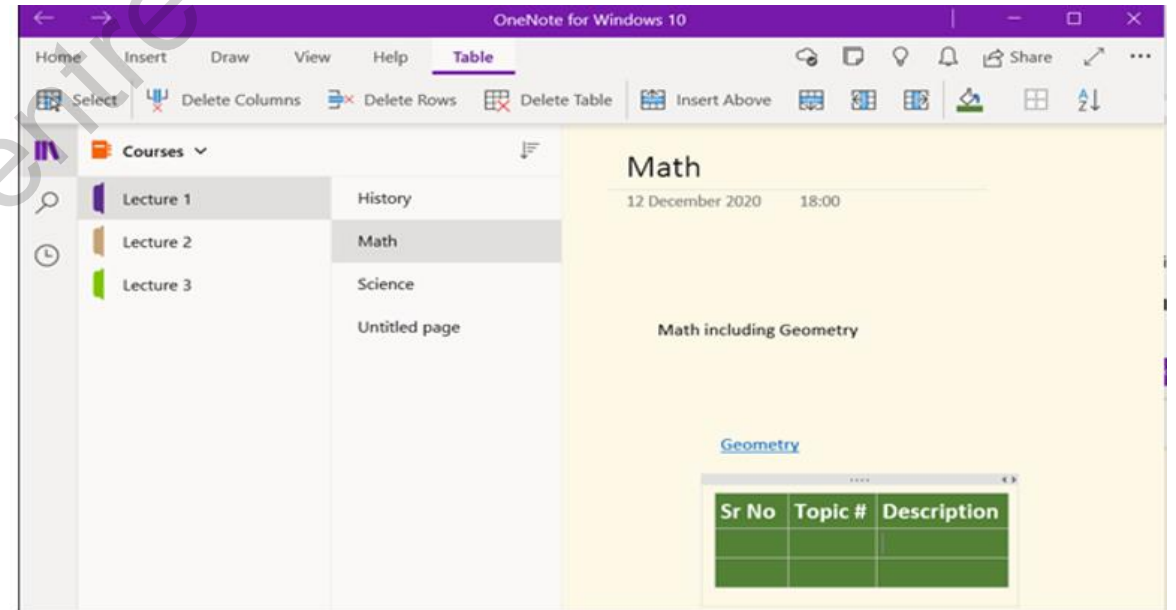 OneNote for Windows 10
Home Insert Draw View Help Table Share
Select Delete Columns Delete Rows Delete Table Insert Above
Courses
Lecture 1
Lecture 2
Lecture 3
History
Math
Science
Untitled page
Math
12 December 2020 18:00
Math including Geometry
Geometry
Sr No Topic # Description